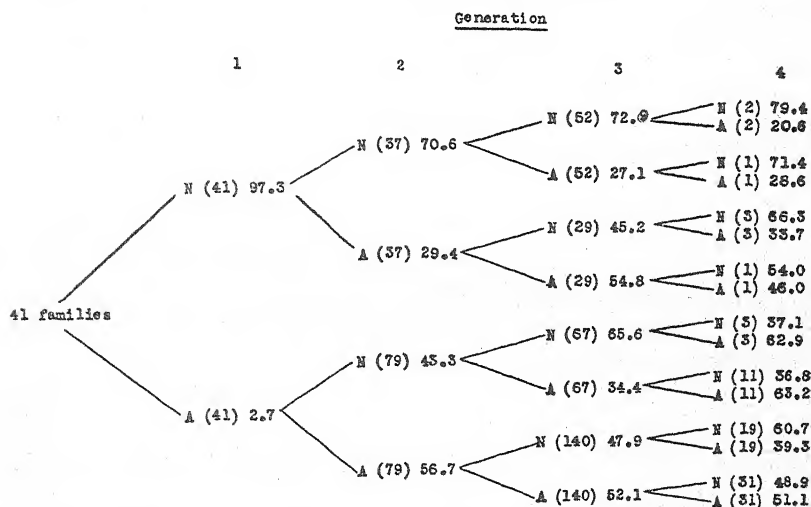 Generation
1 2 3 4
N (2) 79.4
N (52) 72.9
A (2) 20.6
N (37) 70.6
N (1) 71.4
A (52) 27.1
A (1) 28.6
N (41) 97.3
N (3) 66.3
N (29) 45.2
A (3) 33.7
A (37) 29.4
N (1) 54.0
A (29) 54.8
A (1) 46.0
41 families
N (3) 37.1
N (67) 65.6
A (3) 62.9
N (79) 43.3
N (11) 36.8
A (67) 34.4
A (11) 63.2
A (41) 2.7
N (19) 60.7
N (140) 47.9
A (19) 39.3
A (79) 56.7
N (31) 48.9
A (140) 52.1
A (31) 51.1